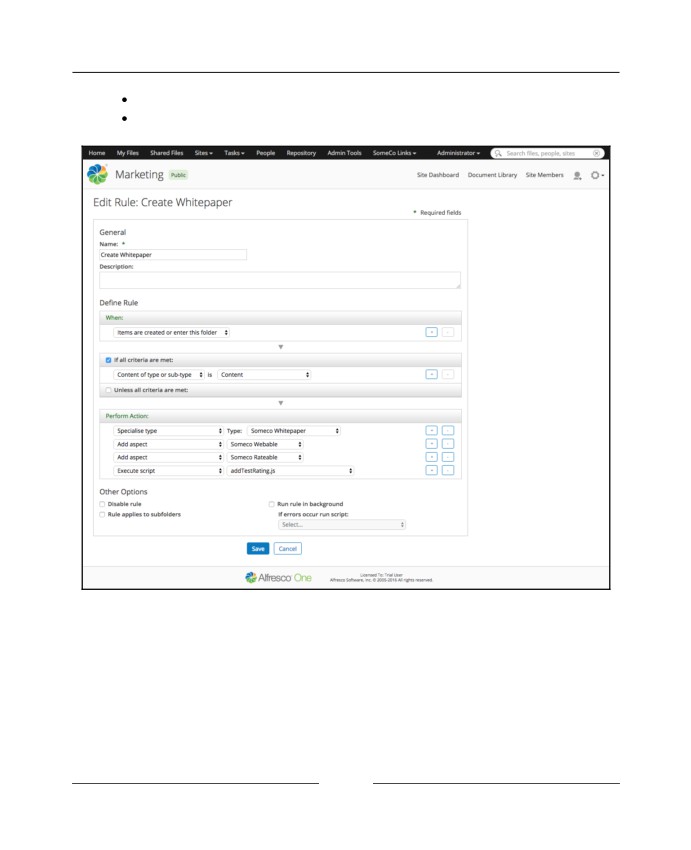 Home My Files Shared Files Sites Tasks People Repository Admin Tools SomeCo Links Administrator Search files, people, sites
Marketing Public Site Dashboard Document Library Site Members
Edit Rule: Create Whitepaper
* Required fields
General
Name: *
Create Whitepaper
Description:
Define Rule
When:
Items are created or enter this folder + -
If all criteria are met:
Content of type or sub-type is Content + -
Unless all criteria are met:
Perform Action:
Specialise type Type: Someco Whitepaper + -
Add aspect Someco Webable + -
Add aspect Someco Rateable + -
Execute script addTestRating.js + -
Other Options
Disable rule Run rule in background
Rule applies to subfolders If errors occur run script:
Select...
Save Cancel
Alfresco One Licensed To: Trial User
Alfresco Software, Inc. © 2005-2016 All rights reserved.